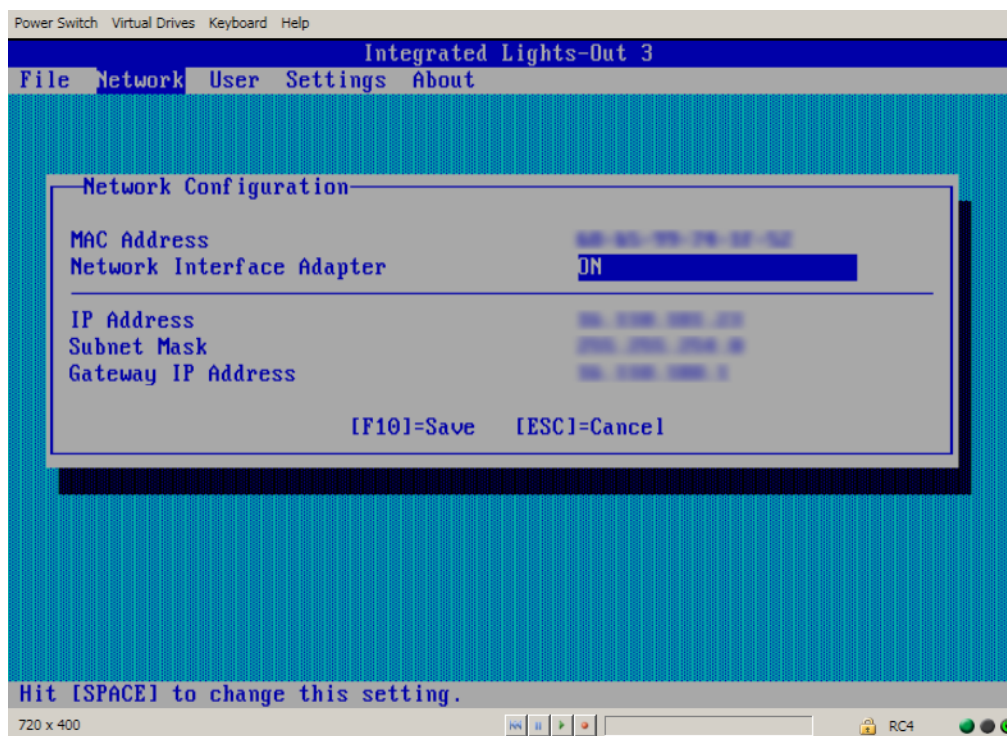 Power Switch Virtual Drives Keyboard Help
Integrated Lights-Out 3
File Network User Settings About
Network Configuration
MAC Address
Network Interface Adapter ON
IP Address
Subnet Mask
Gateway IP Address
[F10]=Save [ESC]=Cancel
Hit [SPACE] to change this setting.
720 x 400 RC4